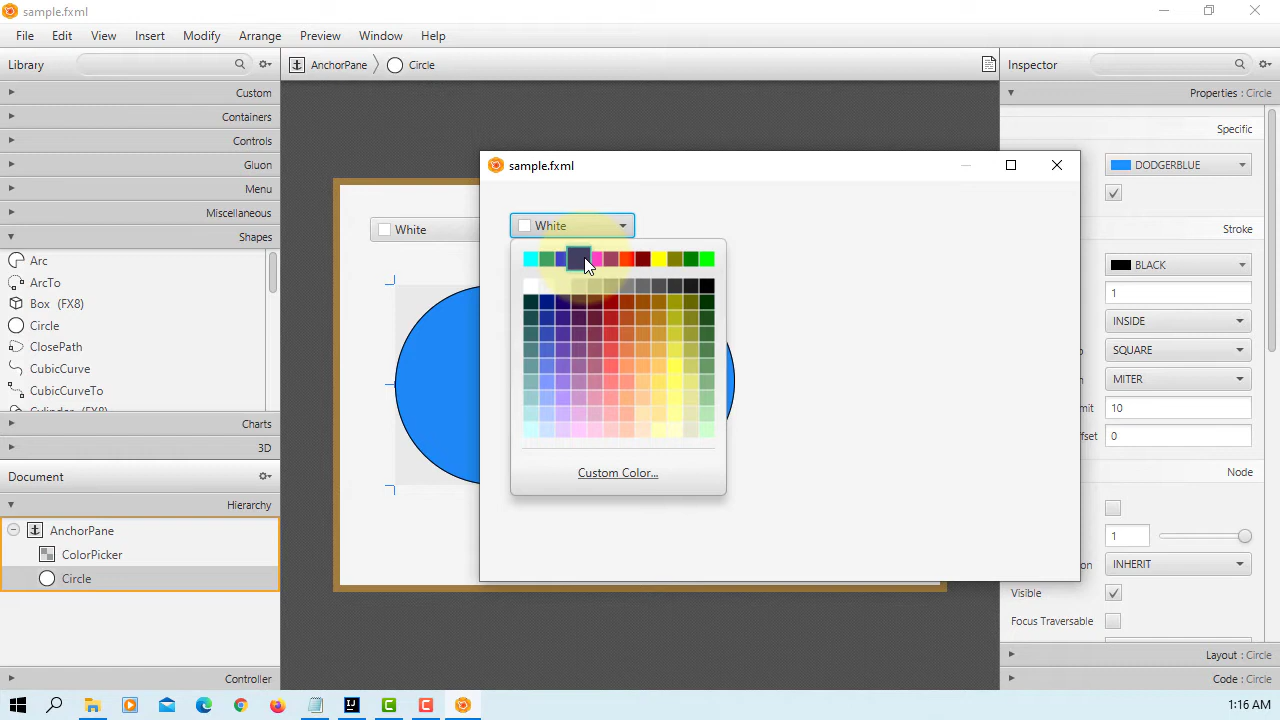 sample.fxml
File Edit View Insert Modify Arrange Preview Window Help
Library
AnchorPane Circle
Inspector
Custom
Containers
Controls
Gluon
Menu
Miscellaneous
Shapes
Arc
ArcTo
Box (FX8)
Circle
ClosePath
CubicCurve
CubicCurveTo
Cylinder (FX8)
Charts
3D
Document
Hierarchy
AnchorPane
ColorPicker
Circle
Controller
White
sample.fxml
White
Custom Color...
Properties : Circle
Specific
DODGERBLUE
Stroke
BLACK
1
INSIDE
SQUARE
MITER
10
0
Node
1
INHERIT
Visible
Focus Traversable
Layout : Circle
Code : Circle
1:16 AM